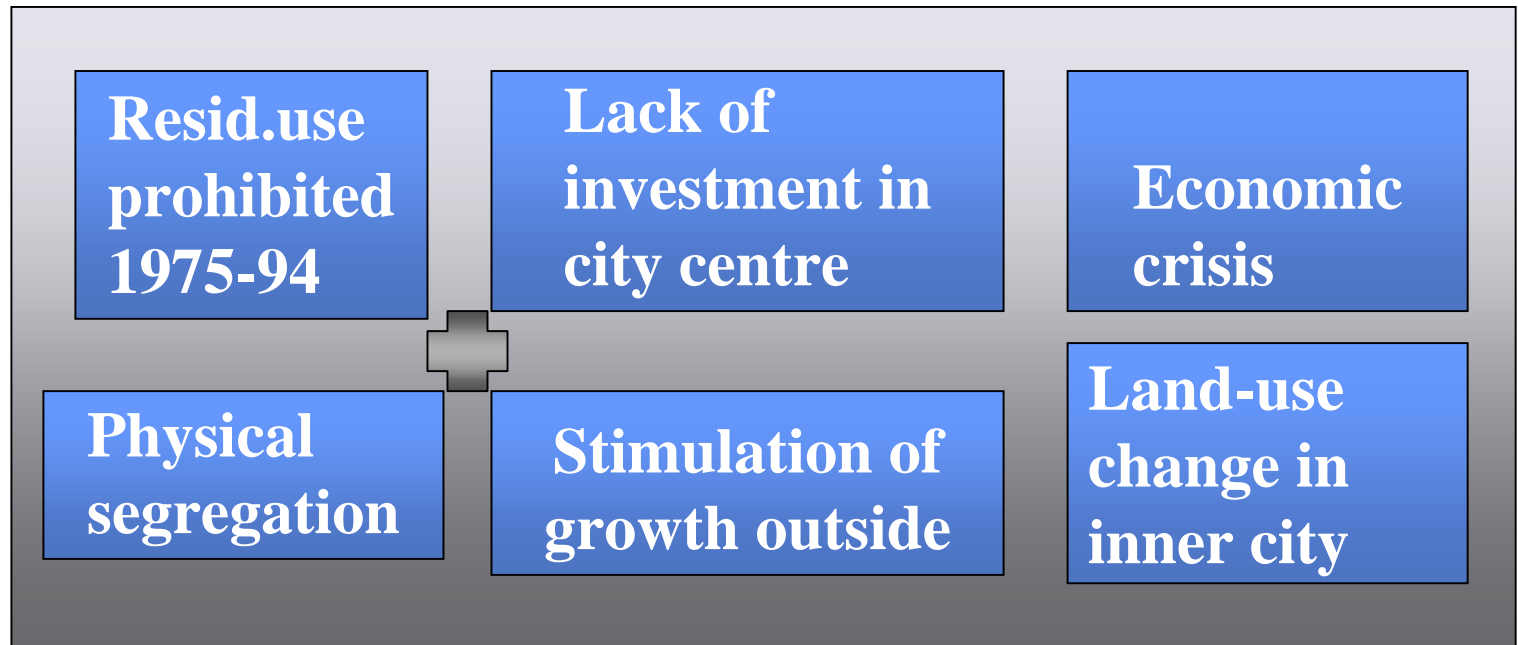 Resid.use
prohibited
1975-94
Lack of
investment in
city centre
Economic
crisis
Physical
segregation
Stimulation of
growth outside
Land-use
change in
inner city